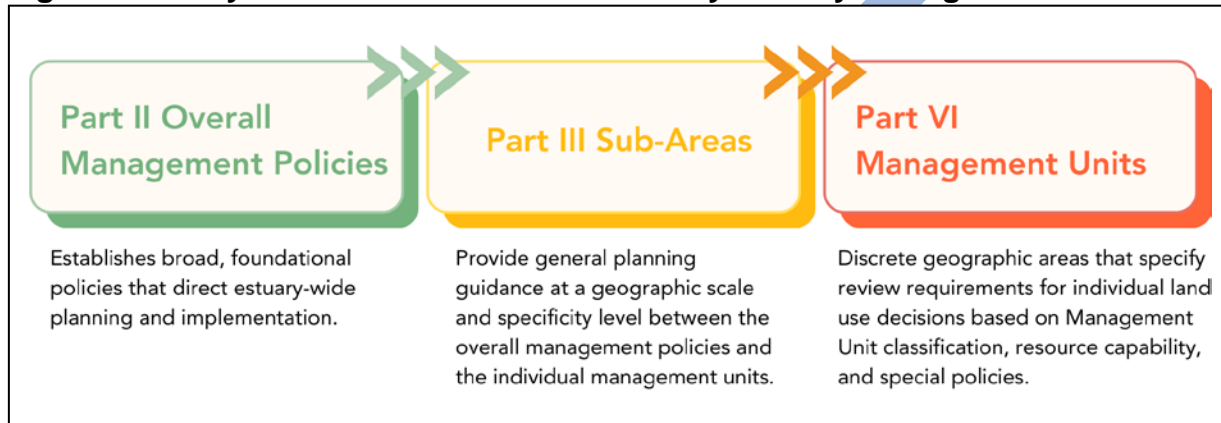 Part II Overall
Management Policies
Establishes broad, foundational
policies that direct estuary-wide
planning and implementation.
Part III Sub-Areas
Provide general planning
guidance at a geographic scale
and specificity level between the
overall management policies and
the individual management units.
Part VI
Management Units
Discrete geographic areas that specify
review requirements for individual land
use decisions based on Management
Unit classification, resource capability,
and special policies.